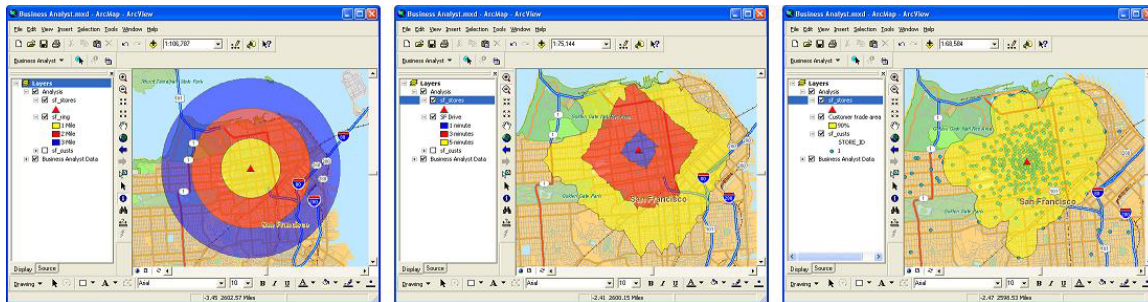 Business Analyst.mxd - ArcMap - ArcView
File Edit View Insert Selection Tools Window Help
1:106,787
Business Analyst
Layers
Analysis
sf_stores
sf_ring
1 Mile
2 Mile
3 Mile
sf_custs
Business Analyst Data
San Francisco
Display Source
Drawing
Arial
10
B I U
-3.45 2602.57 Miles
Business Analyst.mxd - ArcMap - ArcView
File Edit View Insert Selection Tools Window Help
1:75,144
Business Analyst
Layers
Analysis
sf_stores
SF Drive
1 minute
3 minutes
5 minutes
sf_custs
Business Analyst Data
Golden Gate Park
San Francisco
Display Source
Drawing
Arial
10
B I U
-2.41 2600.15 Miles
Business Analyst.mxd - ArcMap - ArcView
File Edit View Insert Selection Tools Window Help
1:68,584
Business Analyst
Layers
Analysis
sf_stores
Customer trade area
90%
sf_custs
STORE_ID
1
Business Analyst Data
Golden Gate Park
San Francisco
Display Source
Drawing
Arial
10
B I U
-2.47 2598.53 Miles